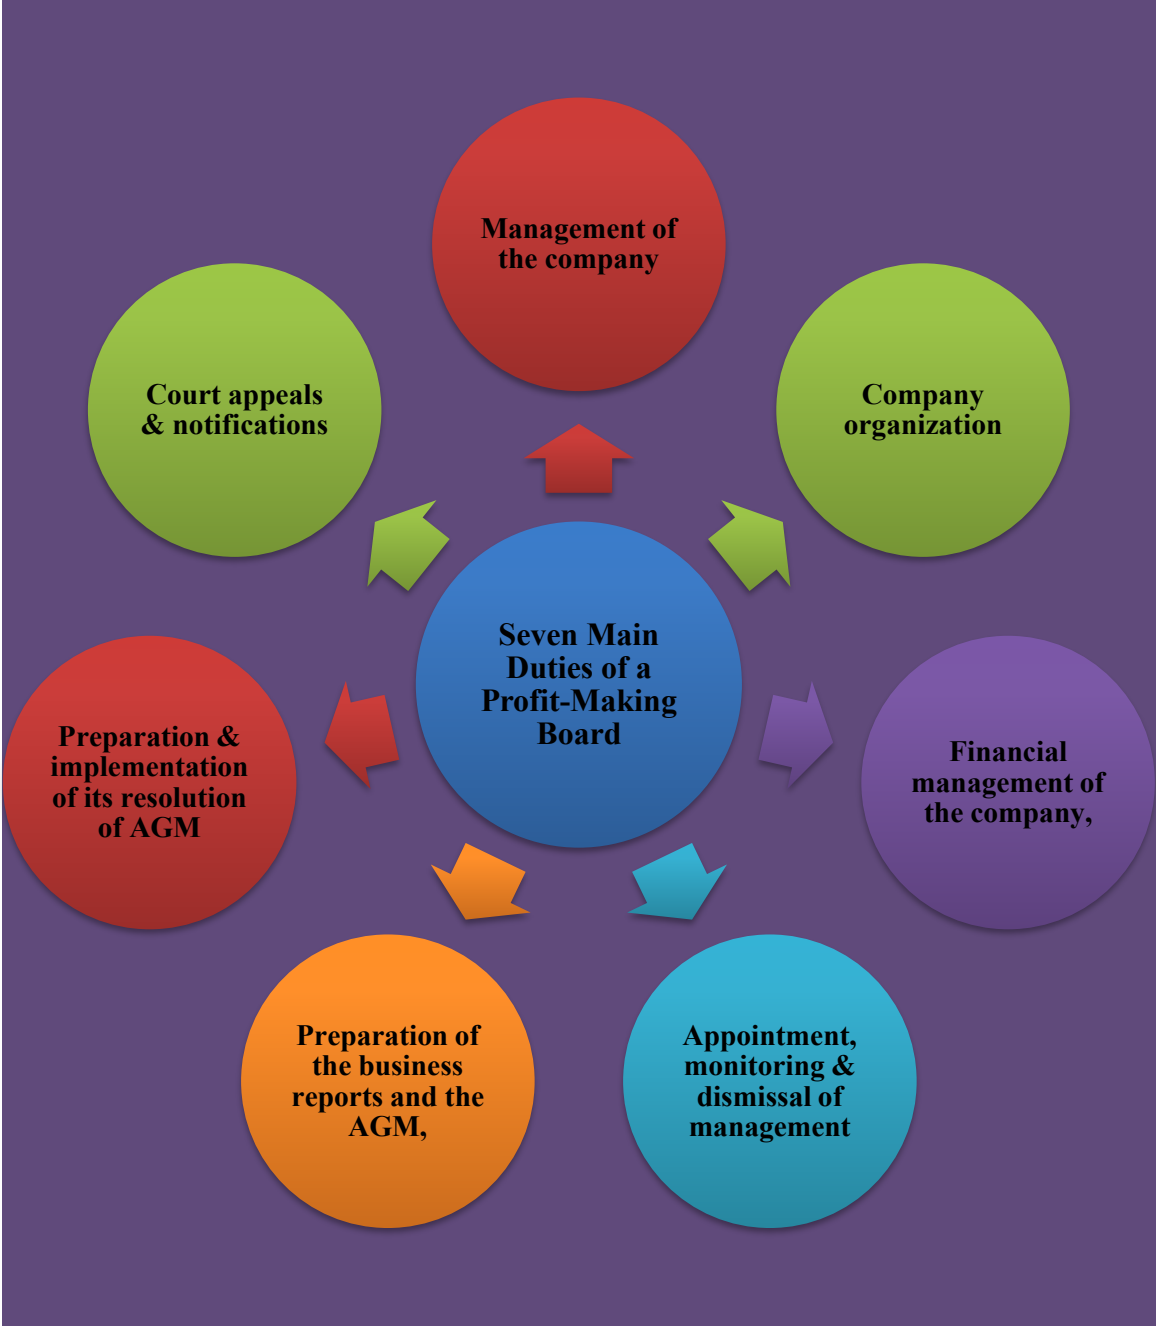 Management of
the company
Company
organization
Financial
management of
the company,
Appointment,
monitoring &
dismissal of
management
Preparation of
the business
reports and the
AGM,
Preparation &
implementation
of its resolution
of AGM
Court appeals
& notifications
Seven Main
Duties of a
Profit-Making
Board